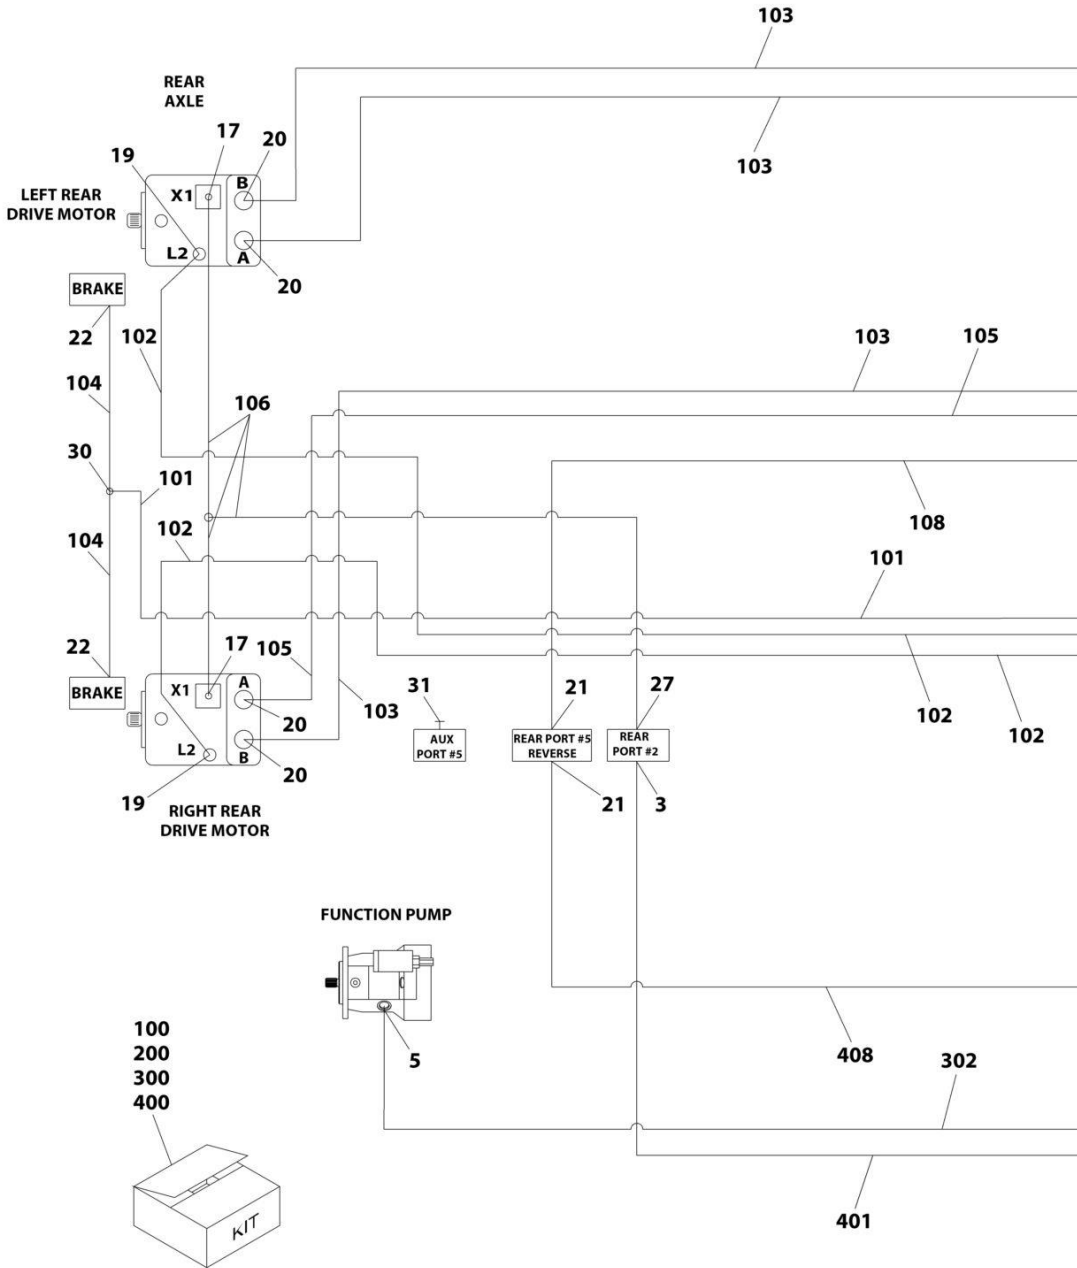 103
REAR
AXLE
17
20
103
19
B
X1
LEFT REAR
DRIVE MOTOR
L2
A
20
BRAKE
22
102
103
105
104
106
30
101
108
102
104
101
22
17
105
BRAKE
X1
A
103
31
21
27
102
102
20
AUX
PORT #5
REAR PORT #5
REVERSE
REAR
PORT #2
L2
B
20
19
RIGHT REAR
DRIVE MOTOR
21
3
FUNCTION PUMP
5
408
302
100
200
300
400
401
KIT